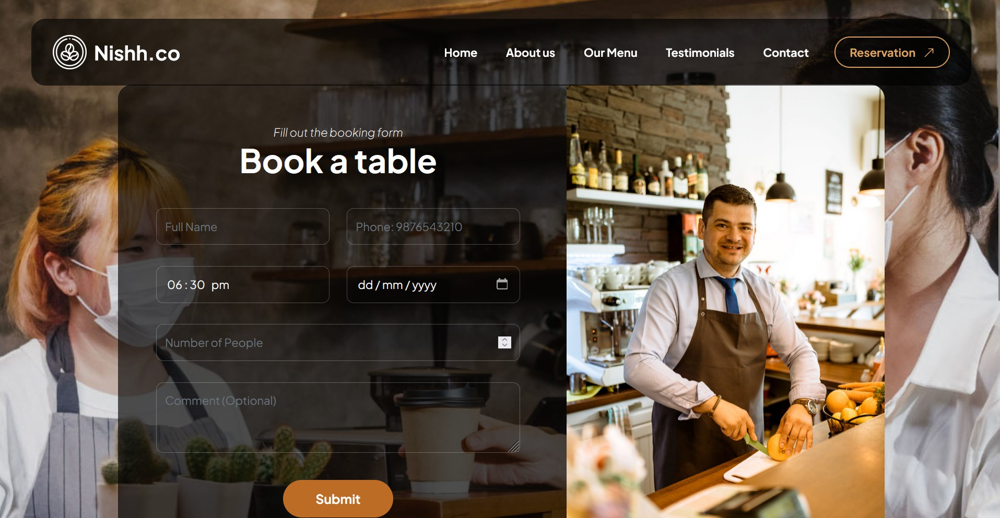 Nishh.co
Home
About us
Our Menu
Testimonials
Contact
Reservation
Fill out the booking form
Book a table
Full Name
Phone: 9876543210
06 : 30 pm
dd / mm / yyyy
Number of People
Comment (Optional)
Submit